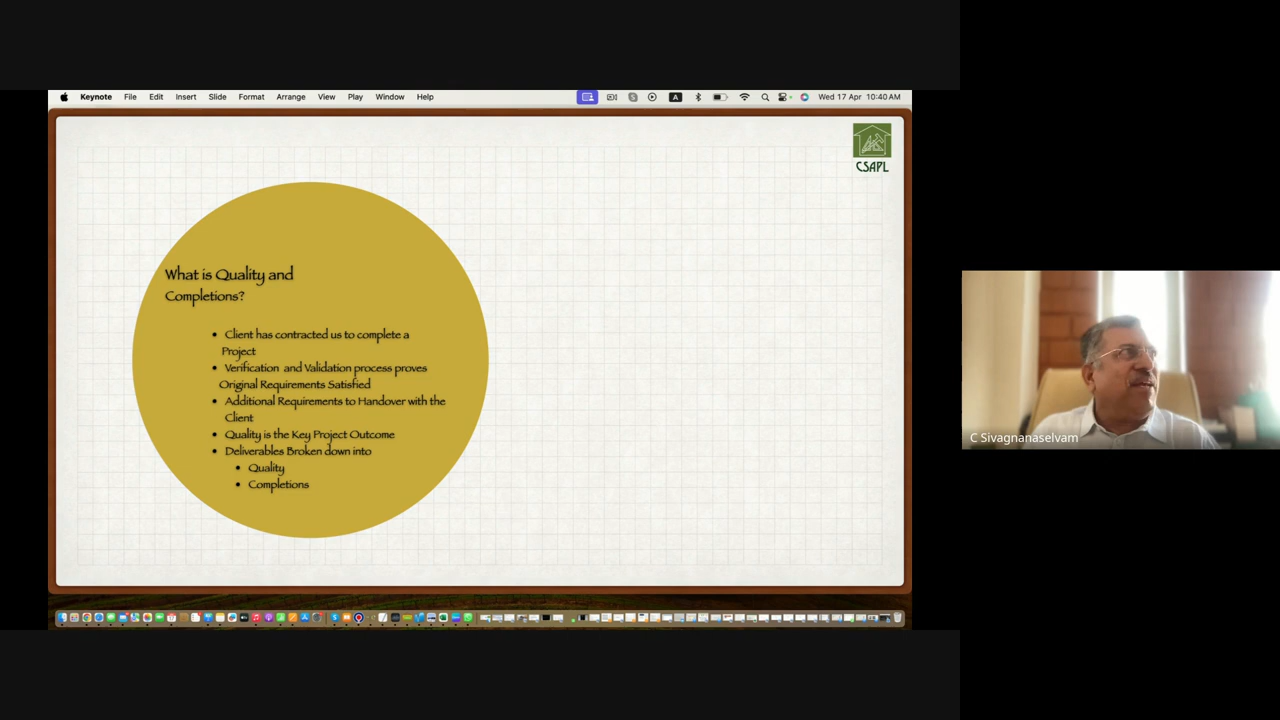 Keynote File Edit Insert Slide Format Arrange View Play Window Help A Wed 17 Apr 10:40 AM
CSAPL
What is Quality and
Completions?
• Client has contracted us to complete a
Project
• Verification and Validation process proves
Original Requirements Satisfied
• Additional Requirements to Handover with the
Client
• Quality is the Key Project Outcome
• Deliverables Broken down into
• Quality
• Completions
C Sivagnanaselvam